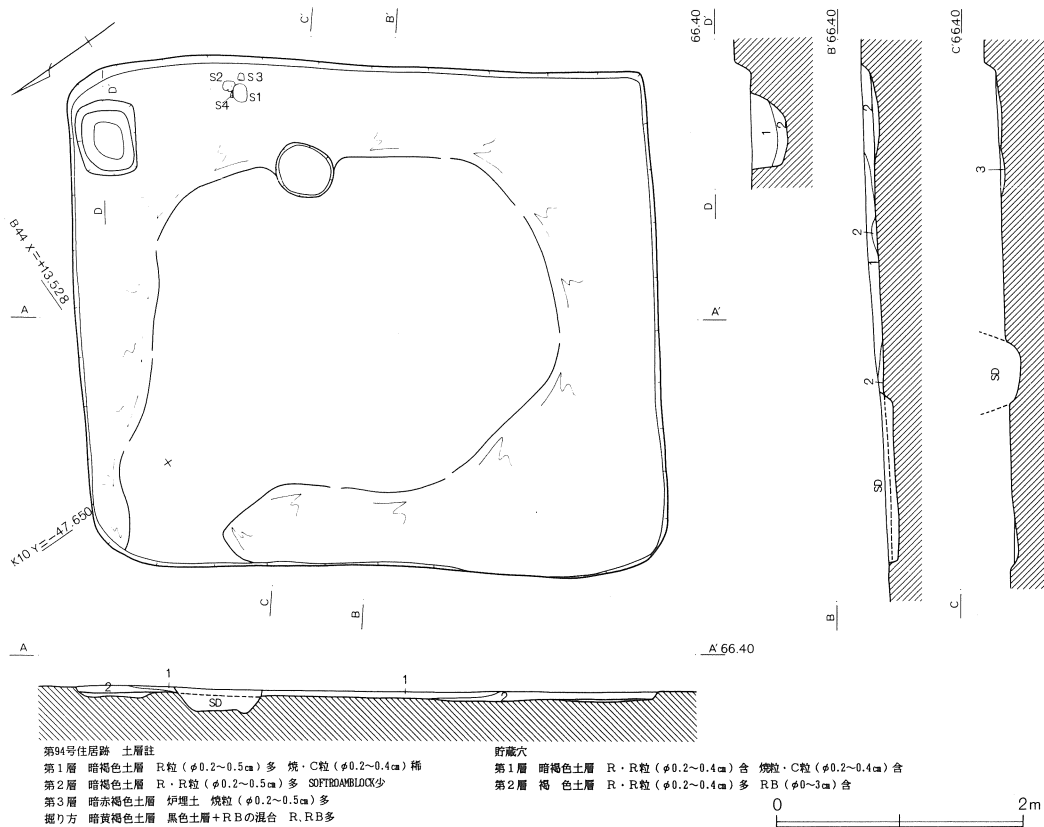 C'
B'
66.40
D'
B' 66.40
C' 66.40
S2
S3
S1
S4
D'
D
1
2
2
3
2
1
2
SD
SD
D
B44 X=+13.528
A
A'
K10 Y=-47.650
C
B
B
C
A
A' 66.40
2
1
SD
1
2
第94号住居跡 土層註
第1層 暗褐色土層 R粒(φ0.2~0.5㎝)多 焼・C粒(φ0.2~0.4㎝)稀
第2層 暗褐色土層 R・R粒(φ0.2~0.5㎝)多 SOFTROAMBLOCK少
第3層 暗赤褐色土層 炉埋土 焼粒(φ0.2~0.5㎝)多
掘り方 暗黄褐色土層 黒色土層+RBの混合 R、RB多
貯蔵穴
第1層 暗褐色土層 R・R粒(φ0.2~0.4㎝)含 焼粒・C粒(φ0.2~0.4㎝)含
第2層 褐 色土層 R・R粒(φ0.2~0.4㎝)多 RB(φ0~3㎝)含
0
2m